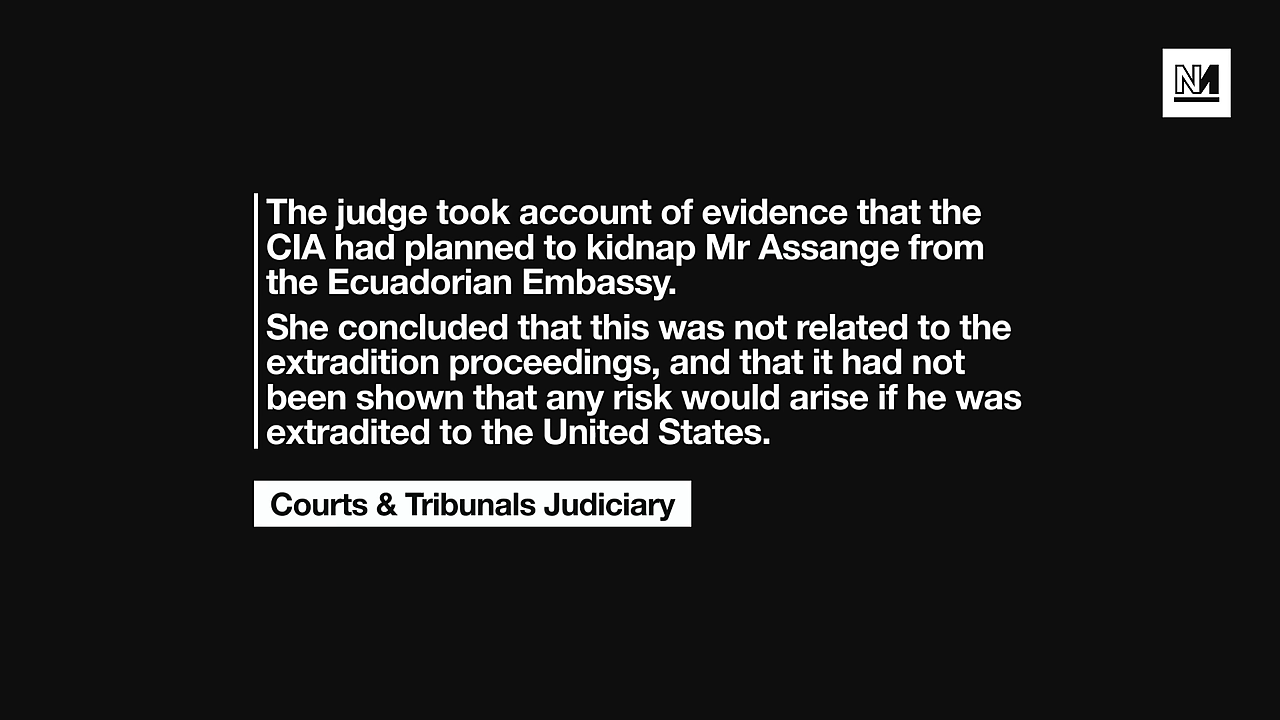 NM
The judge took account of evidence that the
CIA had planned to kidnap Mr Assange from
the Ecuadorian Embassy.
She concluded that this was not related to the
extradition proceedings, and that it had not
been shown that any risk would arise if he was
extradited to the United States.
Courts & Tribunals Judiciary